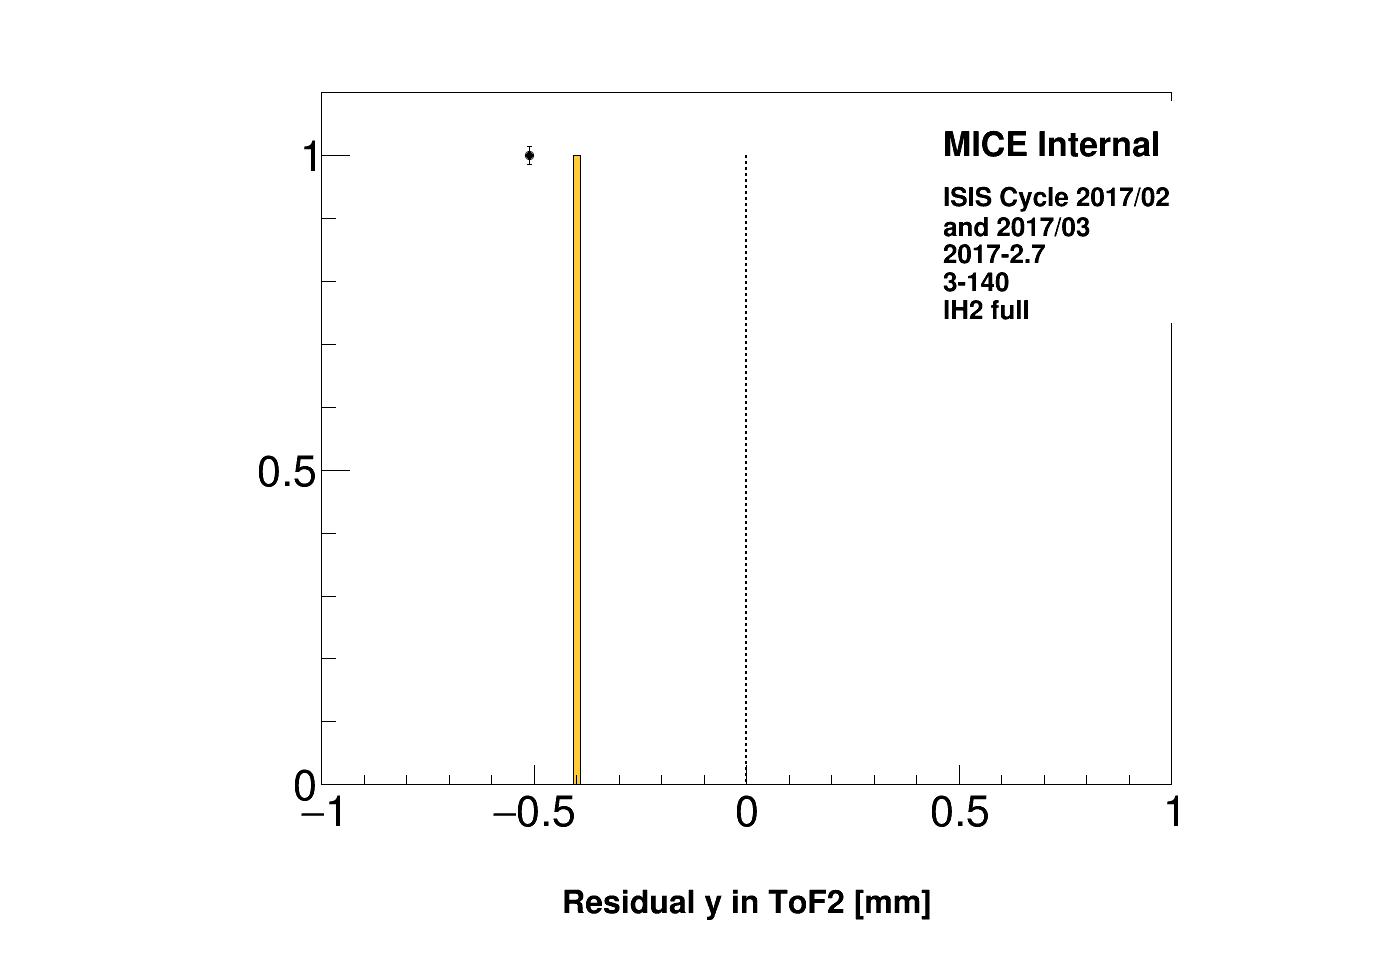 MICE Internal
ISIS Cycle 2017/02
and 2017/03
2017-2.7
3-140
IH2 full
1
0.5
0
−1 −0.5 0 0.5 1
Residual y in ToF2 [mm]